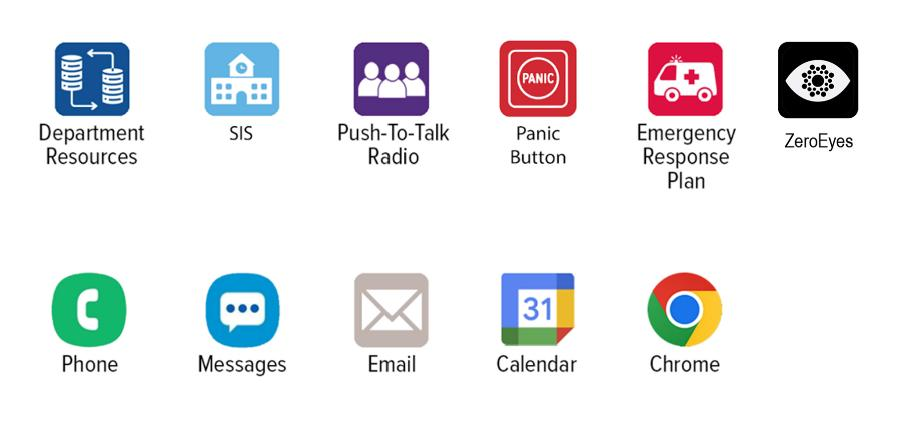 PANIC
Department
Resources
SIS
Push-To-Talk
Radio
Panic
Button
Emergency
Response
Plan
ZeroEyes
31
Phone
Messages
Email
Calendar
Chrome